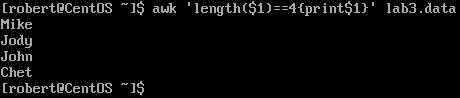 [robert@CentOS ~]$ awk 'length($1)==4{print$1}' lab3.data
Mike
Jody
John
Chet
[robert@CentOS ~]$